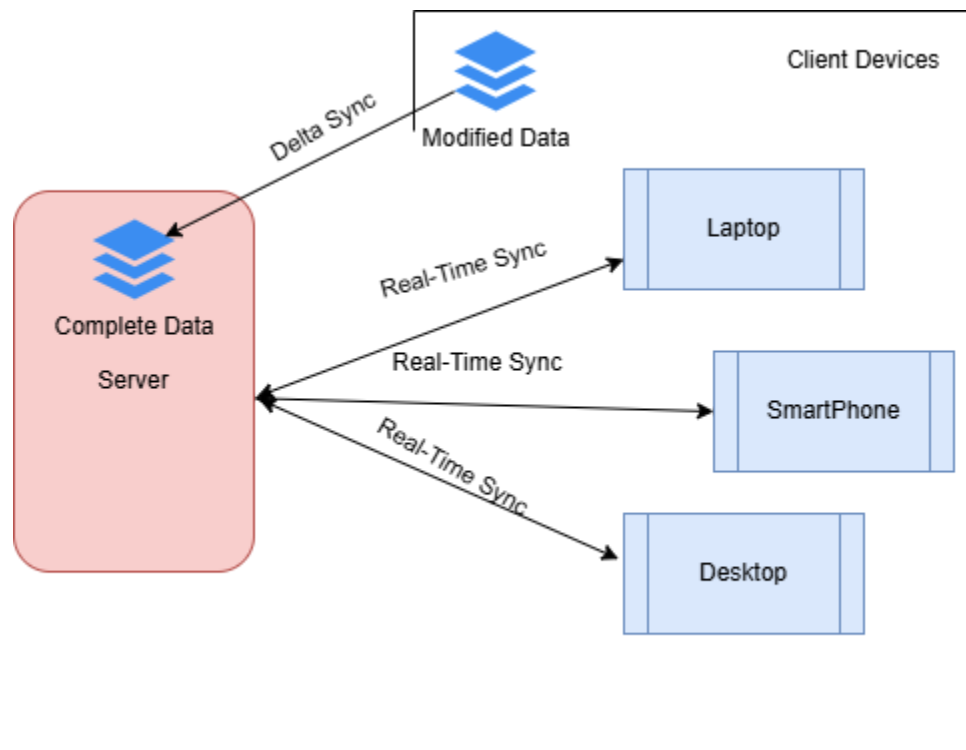 Client Devices
Modified Data
Delta Sync
Complete Data
Server
Real-Time Sync
Laptop
Real-Time Sync
SmartPhone
Real-Time Sync
Desktop